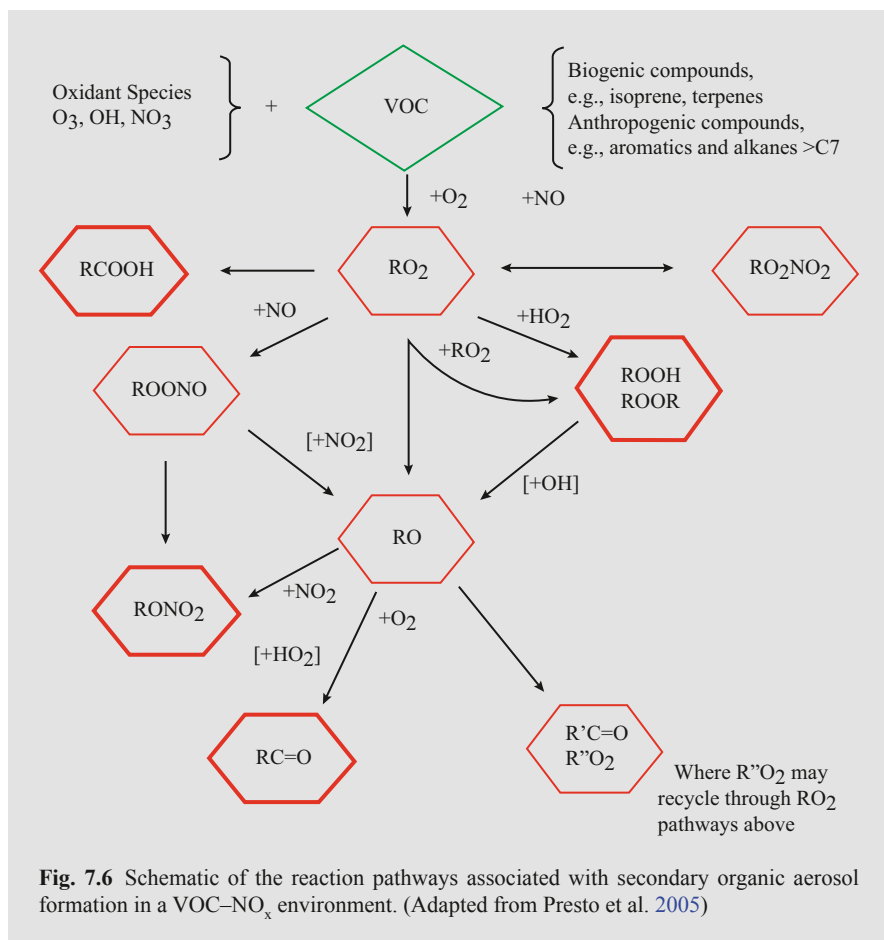 Oxidant Species
O3, OH, NO3
+
VOC
Biogenic compounds,
e.g., isoprene, terpenes
Anthropogenic compounds,
e.g., aromatics and alkanes >C7
+O2
+NO
RCOOH
RO2
RO2NO2
+NO
+HO2
+RO2
ROONO
ROOH
ROOR
[+NO2]
[+OH]
RO
RONO2
+NO2
+O2
[+HO2]
RC=O
R’C=O
R”O2
Where R”O2 may
recycle through RO2
pathways above
Fig. 7.6 Schematic of the reaction pathways associated with secondary organic aerosol
formation in a VOC–NOx environment. (Adapted from Presto et al. 2005)